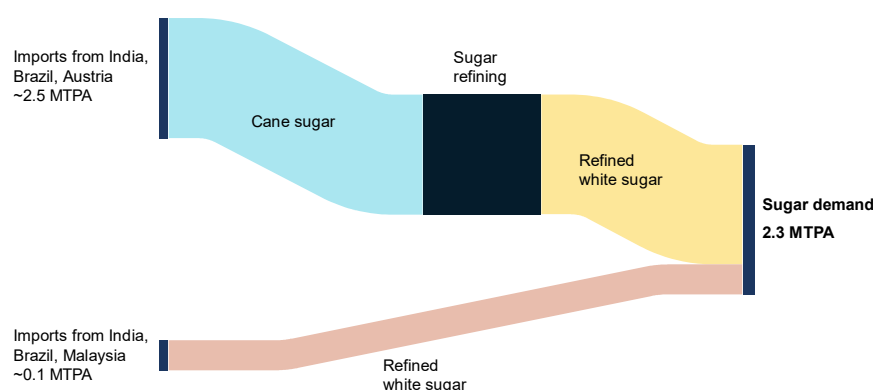 Imports from India,
Brazil, Austria
~2.5 MTPA
Cane sugar
Sugar
refining
Refined
white sugar
Sugar demand
2.3 MTPA
Imports from India,
Brazil, Malaysia
~0.1 MTPA
Refined
white sugar